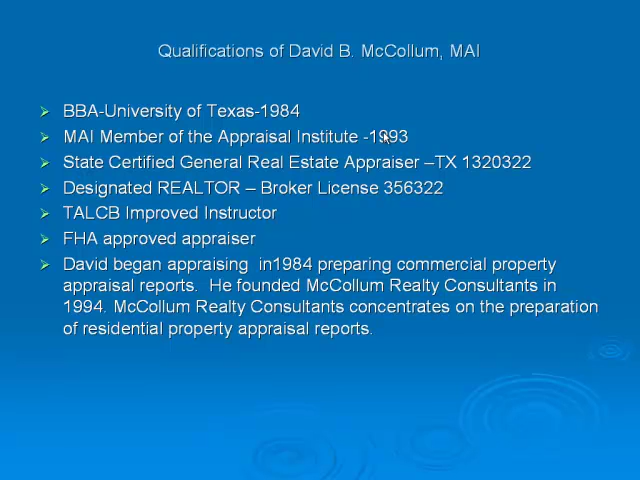 Qualifications of David B. McCollum, MAI
BBA-University of Texas-1984
MAI Member of the Appraisal Institute -1993
State Certified General Real Estate Appraiser –TX 1320322
Designated REALTOR – Broker License 356322
TALCB Improved Instructor
FHA approved appraiser
David began appraising  in1984 preparing commercial property
appraisal reports.  He founded McCollum Realty Consultants in
1994. McCollum Realty Consultants concentrates on the preparation
of residential property appraisal reports.